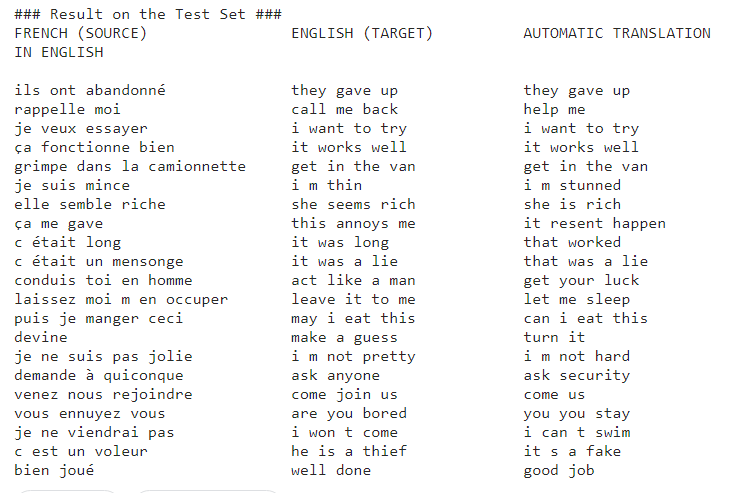 ### Result on the Test Set ###
FRENCH (SOURCE) ENGLISH (TARGET) AUTOMATIC TRANSLATION
IN ENGLISH
ils ont abandonné they gave up they gave up
rappelle moi call me back help me
je veux essayer i want to try i want to try
ça fonctionne bien it works well it works well
grimpe dans la camionnette get in the van get in the van
je suis mince i m thin i m stunned
elle semble riche she seems rich she is rich
ça me gave this annoys me it resent happen
c était long it was long that worked
c était un mensonge it was a lie that was a lie
conduis toi en homme act like a man get your luck
laissez moi m en occuper leave it to me let me sleep
puis je manger ceci may i eat this can i eat this
devine make a guess turn it
je ne suis pas jolie i m not pretty i m not hard
demande à quiconque ask anyone ask security
venez nous rejoindre come join us come us
vous ennuyez vous are you bored you you stay
je ne viendrai pas i won t come i can t swim
c est un voleur he is a thief it s a fake
bien joué well done good job